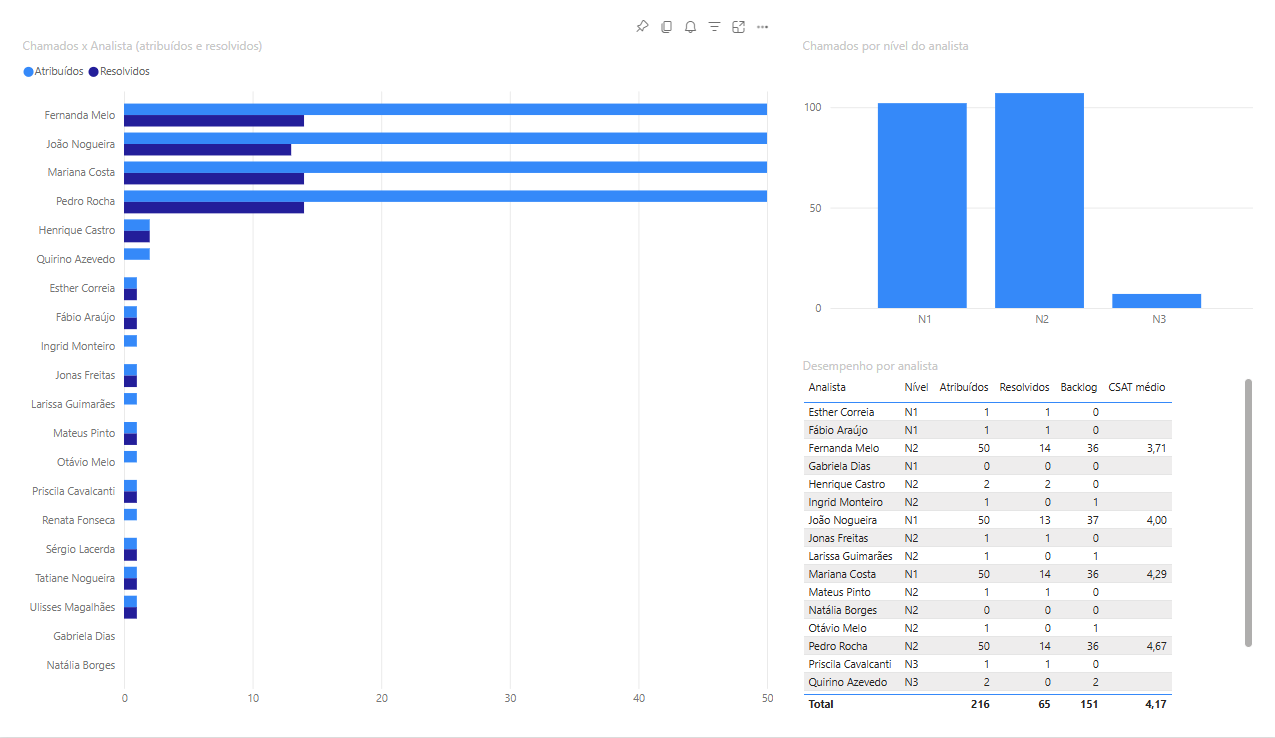 Chamados x Analista (atribuídos e resolvidos)
Atribuídos Resolvidos
Fernanda Melo
João Nogueira
Mariana Costa
Pedro Rocha
Henrique Castro
Quirino Azevedo
Esther Correia
Fábio Araújo
Ingrid Monteiro
Jonas Freitas
Larissa Guimarães
Mateus Pinto
Otávio Melo
Priscila Cavalcanti
Renata Fonseca
Sérgio Lacerda
Tatiane Nogueira
Ulisses Magalhães
Gabriela Dias
Natália Borges
0 10 20 30 40 50
Chamados por nível do analista
100
50
0
N1 N2 N3
Desempenho por analista
Analista Nível Atribuídos Resolvidos Backlog CSAT médio
Esther Correia N1 1 1 0
Fábio Araújo N1 1 1 0
Fernanda Melo N2 50 14 36 3,71
Gabriela Dias N1 0 0 0
Henrique Castro N2 2 2 0
Ingrid Monteiro N2 1 0 1
João Nogueira N1 50 13 37 4,00
Jonas Freitas N2 1 1 0
Larissa Guimarães N2 1 0 1
Mariana Costa N1 50 14 36 4,29
Mateus Pinto N2 1 1 0
Natália Borges N2 0 0 0
Otávio Melo N2 1 0 1
Pedro Rocha N2 50 14 36 4,67
Priscila Cavalcanti N3 1 1 0
Quirino Azevedo N3 2 0 2
Total 216 65 151 4,17